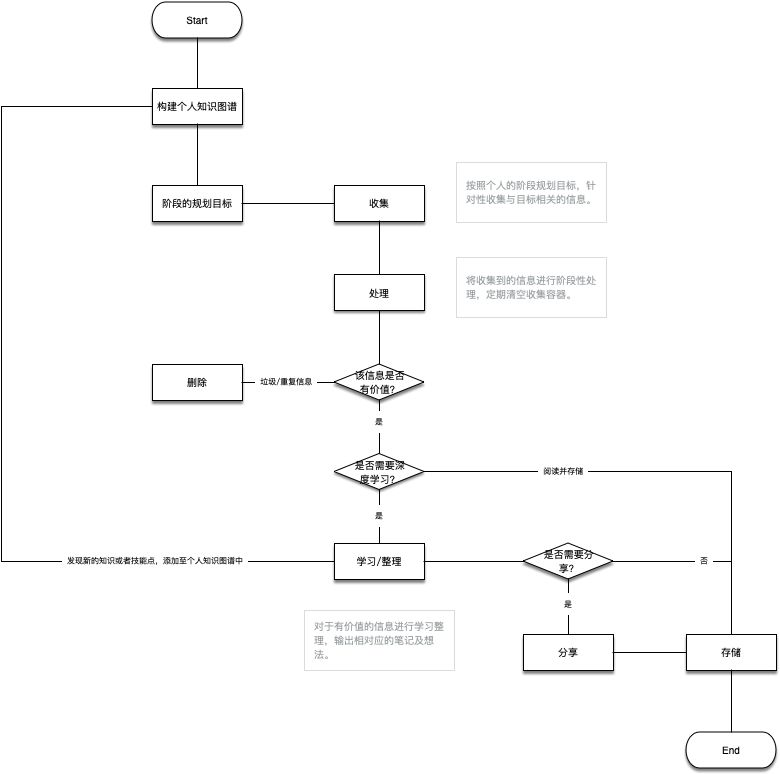 Start
构建个人知识图谱
阶段的规划目标
收集
按照个人的阶段规划目标，针
对性收集与目标相关的信息。
处理
将收集到的信息进行阶段性处
理，定期清空收集容器。
删除
垃圾/重复信息
该信息是否
有价值?
是
是否需要深
度学习?
阅读并存储
是
发现新的知识或者技能点，添加至个人知识图谱中
学习/整理
是否需要分
享?
否
是
对于有价值的信息进行学习整
理，输出相对应的笔记及想
法。
分享
存储
End